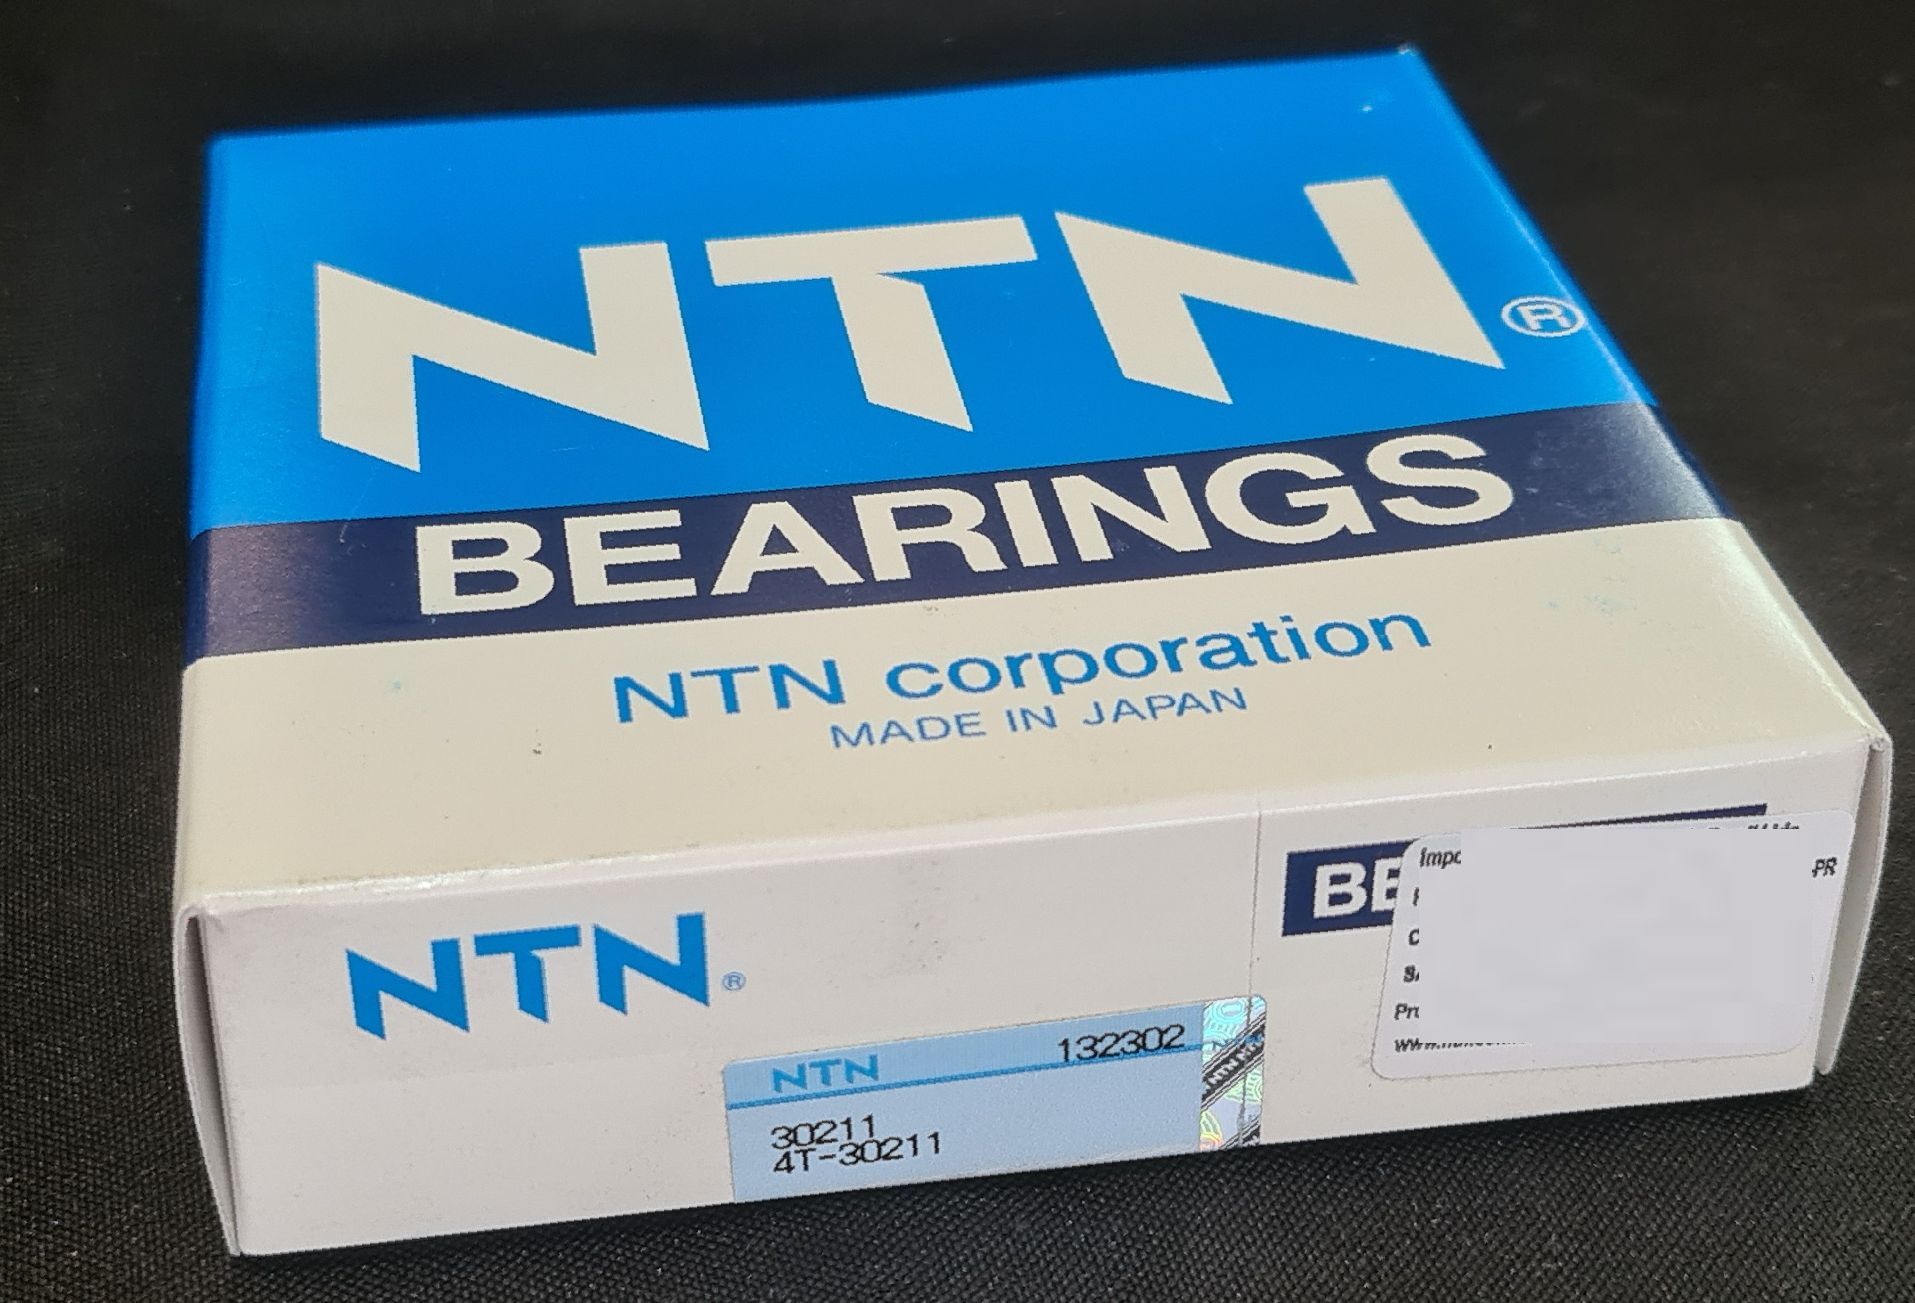 NTN®
BEARINGS
NTN corporation
MADE IN JAPAN
NTN®
BE
NTN 132302
30211
4T-30211
PR